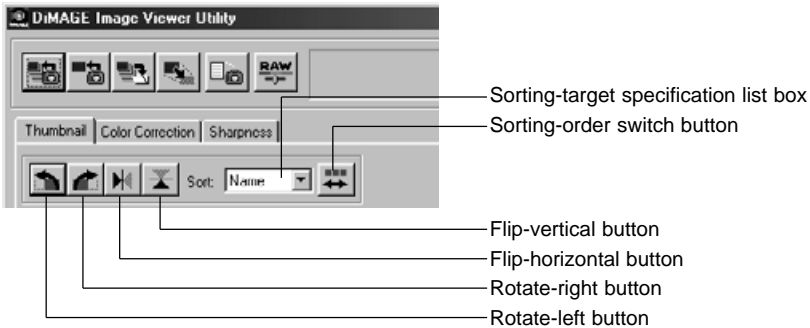 DiMAGE Image Viewer Utility
RAW
Sorting-target specification list box
Thumbnail Color Correction Sharpness
Sorting-order switch button
Sort: Name
Flip-vertical button
Flip-horizontal button
Rotate-right button
Rotate-left button